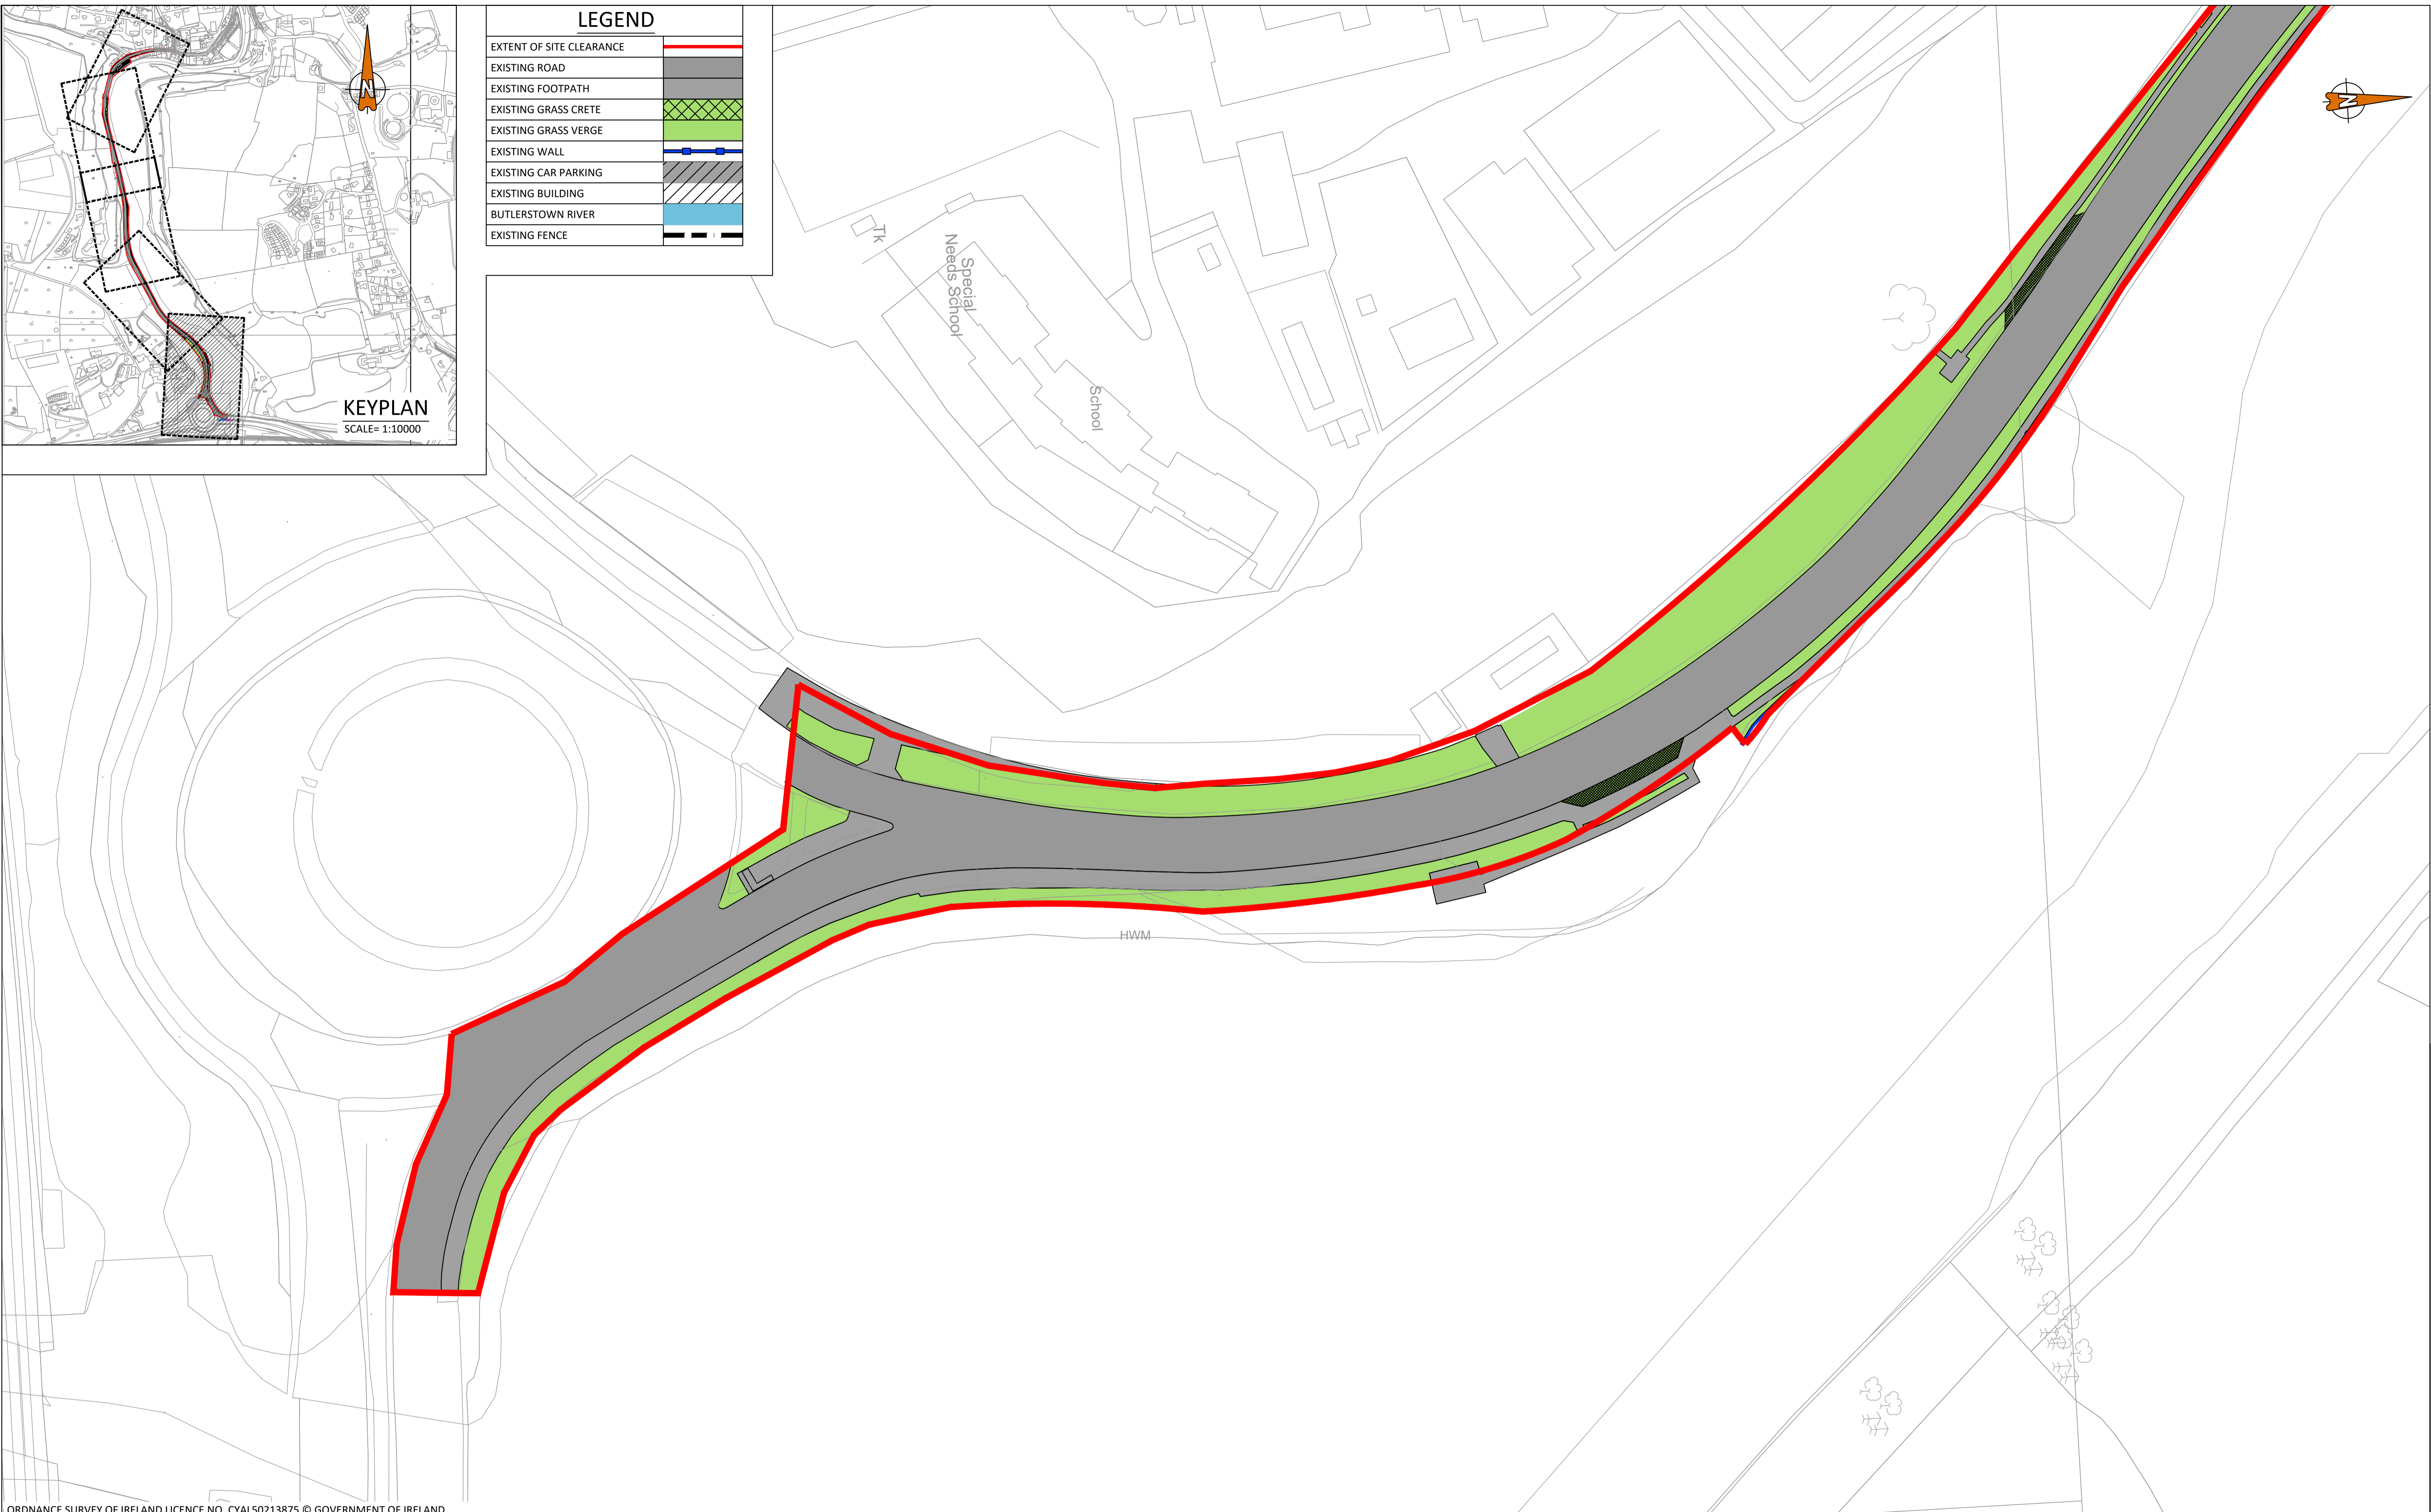 LEGEND
EXTENT OF SITE CLEARANCE
EXISTING ROAD
EXISTING FOOTPATH
EXISTING GRASS CRETE
EXISTING GRASS VERGE
EXISTING WALL
EXISTING CAR PARKING
EXISTING BUILDING
BUTLERSTOWN RIVER
EXISTING FENCE
N
KEYPLAN
SCALE= 1:10000
N
Tk
Special
Needs School
School
HWM
ORDNANCE SURVEY OF IRELAND LICENCE NO. CYAL50213875 © GOVERNMENT OF IRELAND